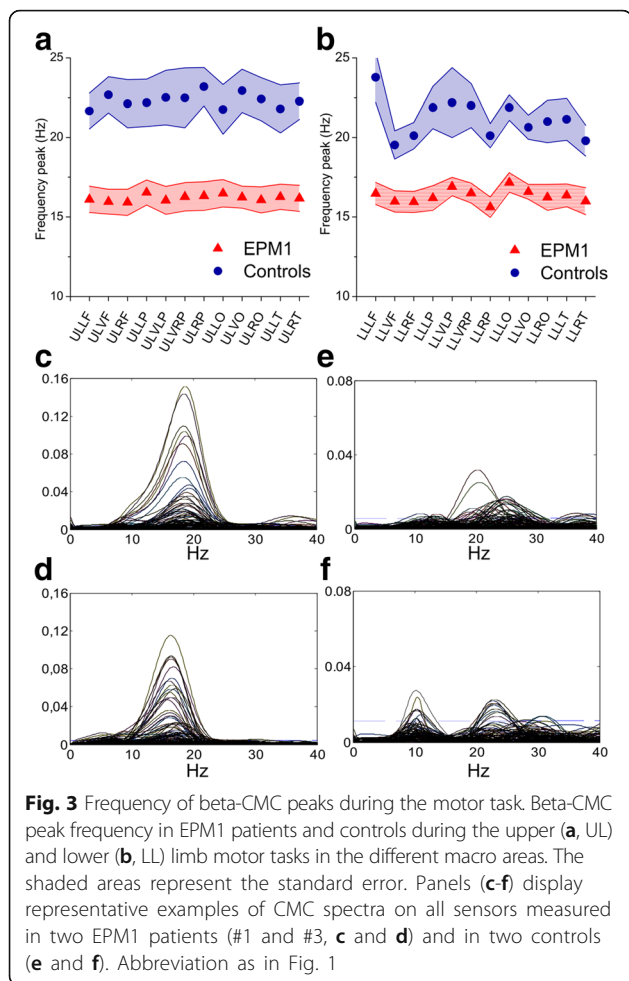 a
b
25
20
15
10
Frequency peak (Hz)
EPM1
Controls
ULLF
ULVF
ULRF
ULLP
ULVLP
ULVRP
ULRP
ULLO
ULVO
ULRO
ULLT
ULRT
25
20
15
10
Frequency peak (Hz)
EPM1
Controls
LLLF
LLVF
LLRF
LLLP
LLVLP
LLVRP
LLRP
LLLO
LLVO
LLRO
LLLT
LLRT
c
0.16
0.12
0.08
0.04
0
0 10 20 30 40
Hz
e
0.08
0.04
0
0 10 20 30 40
Hz
d
0,16
0,12
0,08
0,04
0
0 10 20 30 40
Hz
f
0.08
0.04
0
0 10 20 30 40
Hz
Fig. 3 Frequency of beta-CMC peaks during the motor task. Beta-CMC
peak frequency in EPM1 patients and controls during the upper (a, UL)
and lower (b, LL) limb motor tasks in the different macro areas. The
shaded areas represent the standard error. Panels (c-f) display
representative examples of CMC spectra on all sensors measured
in two EPM1 patients (#1 and #3, c and d) and in two controls
(e and f). Abbreviation as in Fig. 1